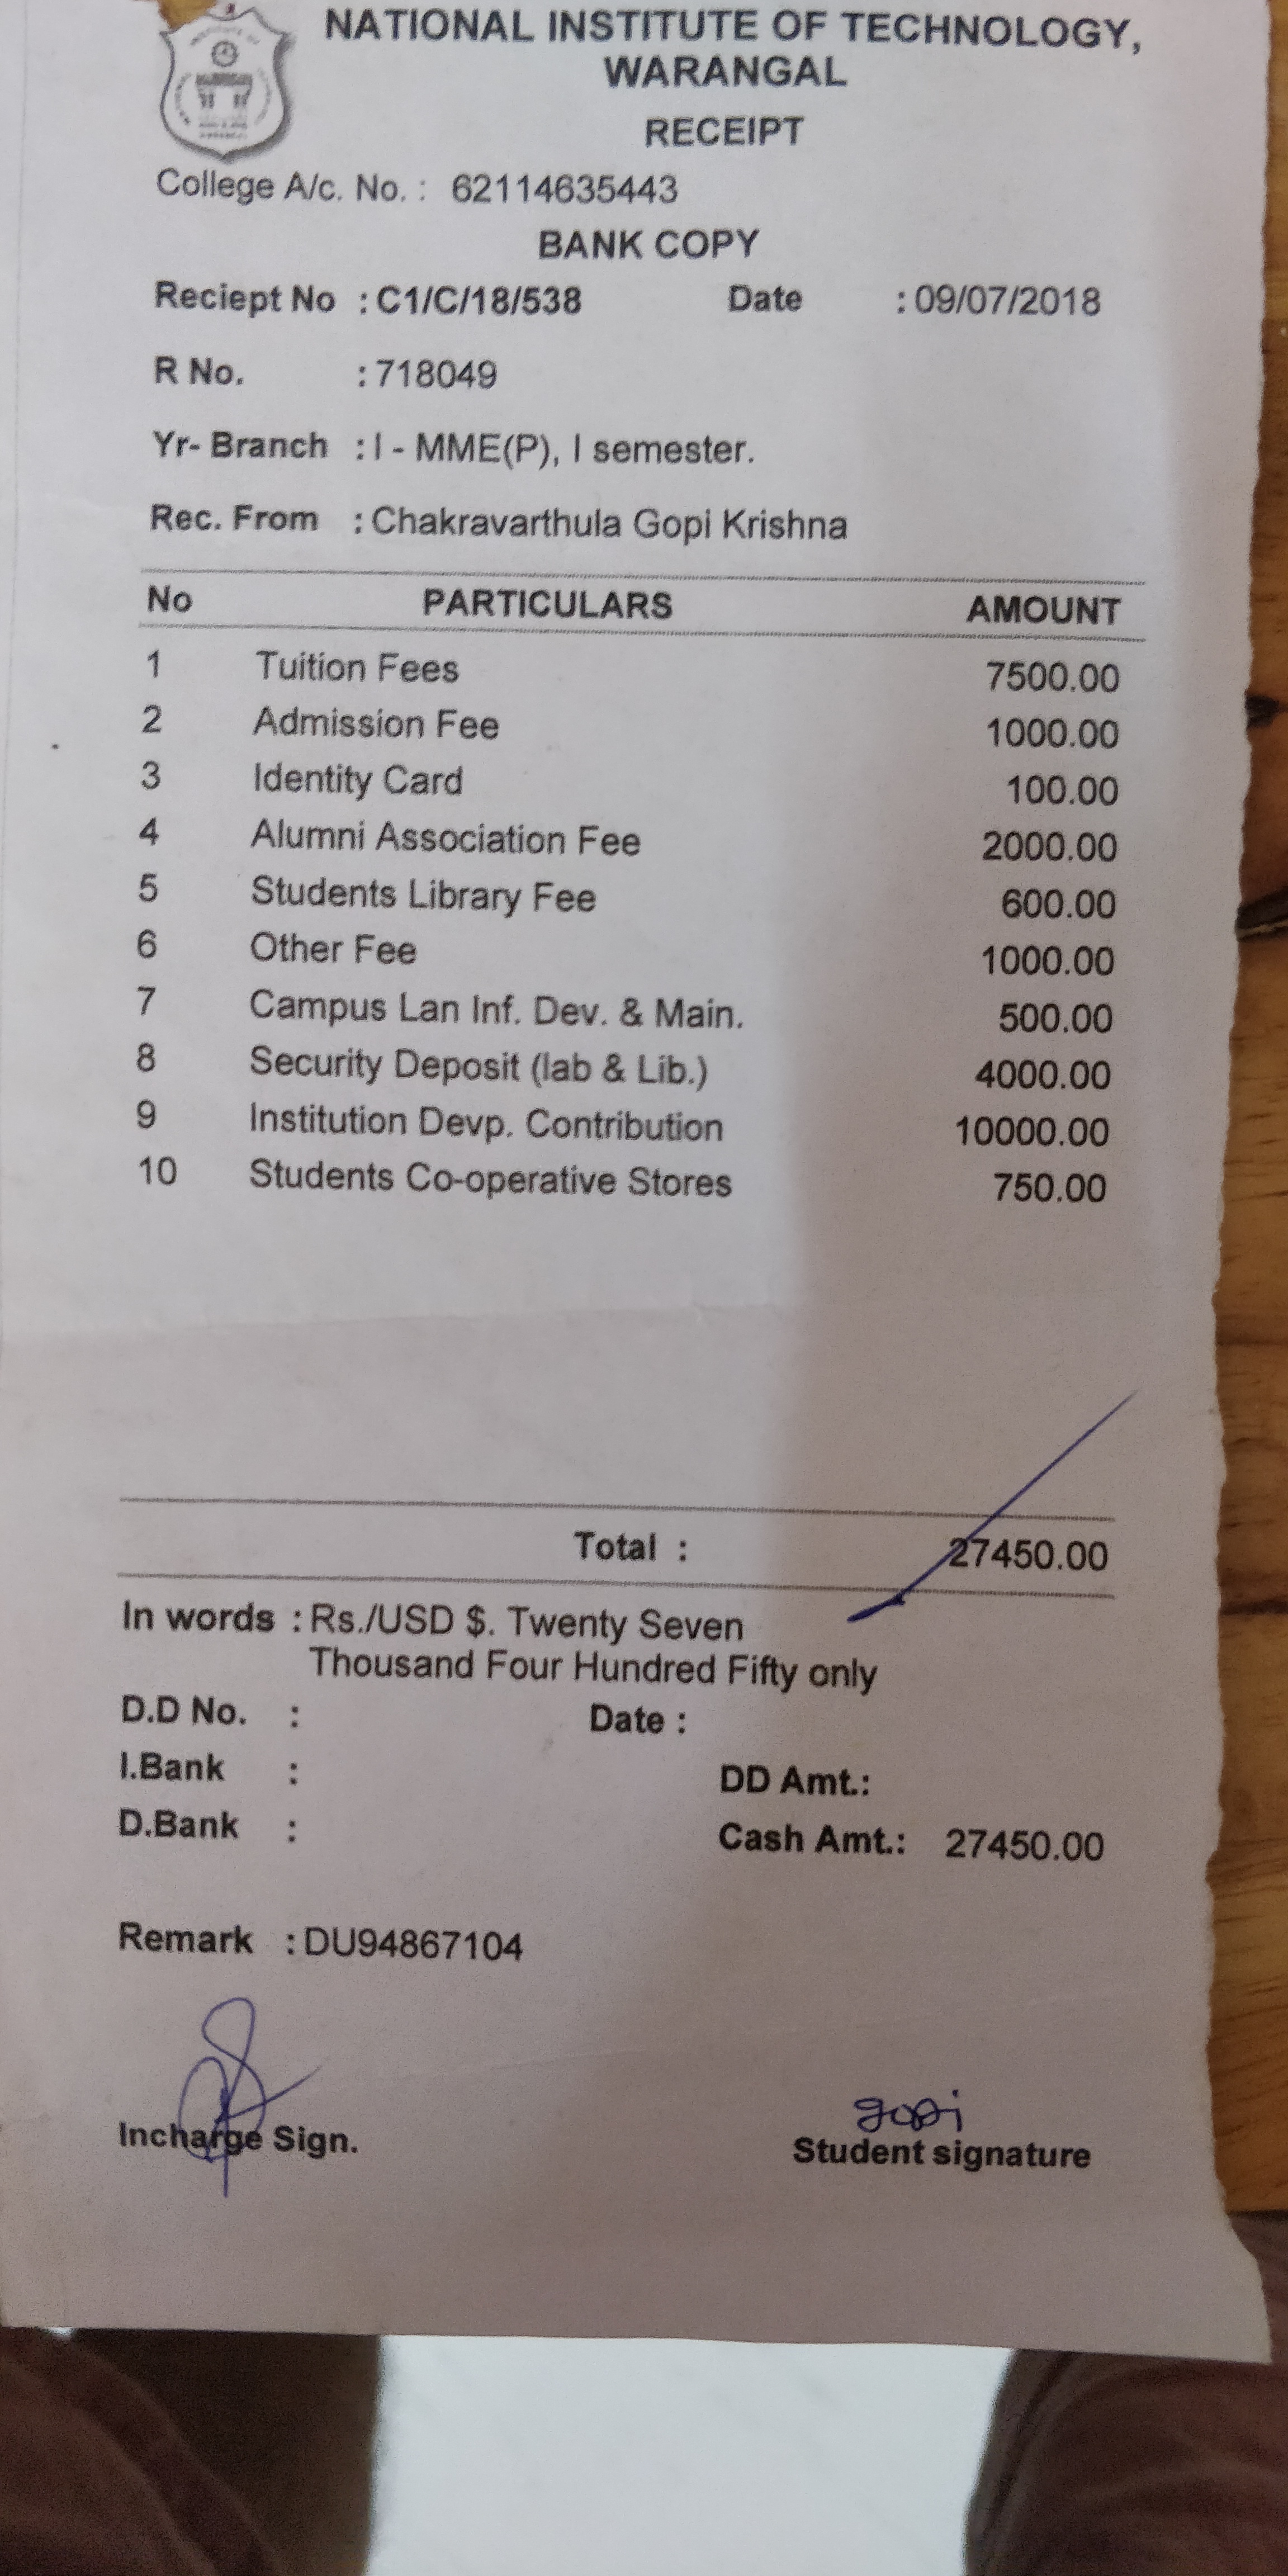 NATIONAL INSTITUTE OF TECHNOLOGY,
WARANGAL
RECEIPT
College A/c. No. : 62114635443
BANK COPY
Reciept No : C1/C/18/538 Date : 09/07/2018
R No. : 718049
Yr- Branch : I - MME(P), I semester.
Rec. From : Chakravarthula Gopi Krishna
No PARTICULARS AMOUNT
1 Tuition Fees 7500.00
2 Admission Fee 1000.00
3 Identity Card 100.00
4 Alumni Association Fee 2000.00
5 Students Library Fee 600.00
6 Other Fee 1000.00
7 Campus Lan Inf. Dev. & Main. 500.00
8 Security Deposit (lab & Lib.) 4000.00
9 Institution Devp. Contribution 10000.00
10 Students Co-operative Stores 750.00
Total : 27450.00
In words : Rs./USD $. Twenty Seven
Thousand Four Hundred Fifty only
D.D No. : Date :
I.Bank : DD Amt.:
D.Bank : Cash Amt.: 27450.00
Remark : DU94867104
gopi
Incharge Sign. Student signature